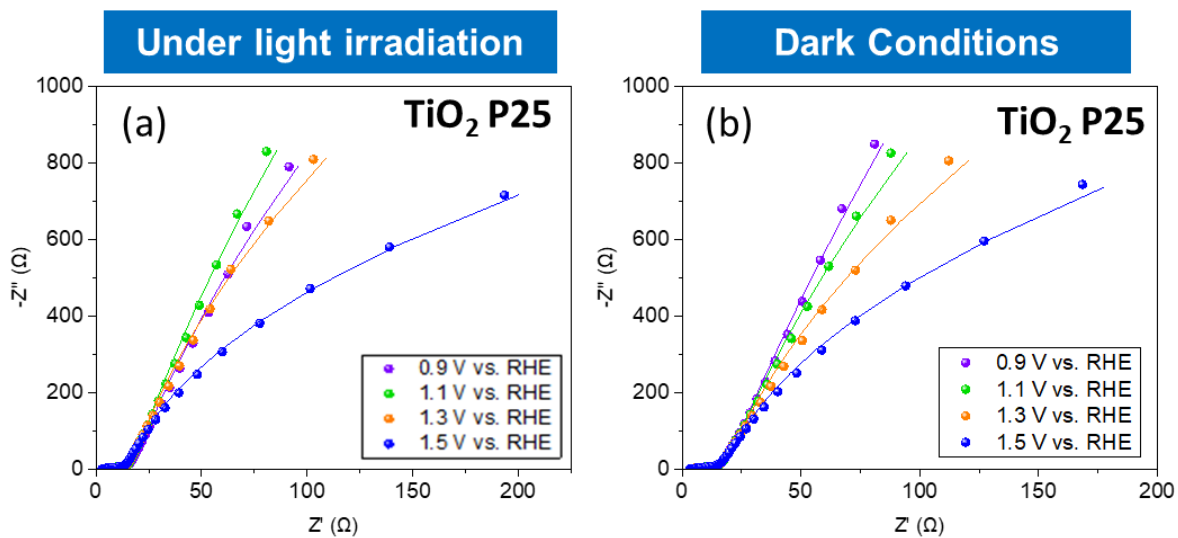 Under light irradiation
Dark Conditions
(a)
TiO₂ P25
1000
800
600
400
200
0
-Z" (Ω)
0
50
100
150
200
Z' (Ω)
0.9 V vs. RHE
1.1 V vs. RHE
1.3 V vs. RHE
1.5 V vs. RHE
(b)
TiO₂ P25
1000
800
600
400
200
0
-Z" (Ω)
0
50
100
150
200
Z' (Ω)
0.9 V vs. RHE
1.1 V vs. RHE
1.3 V vs. RHE
1.5 V vs. RHE